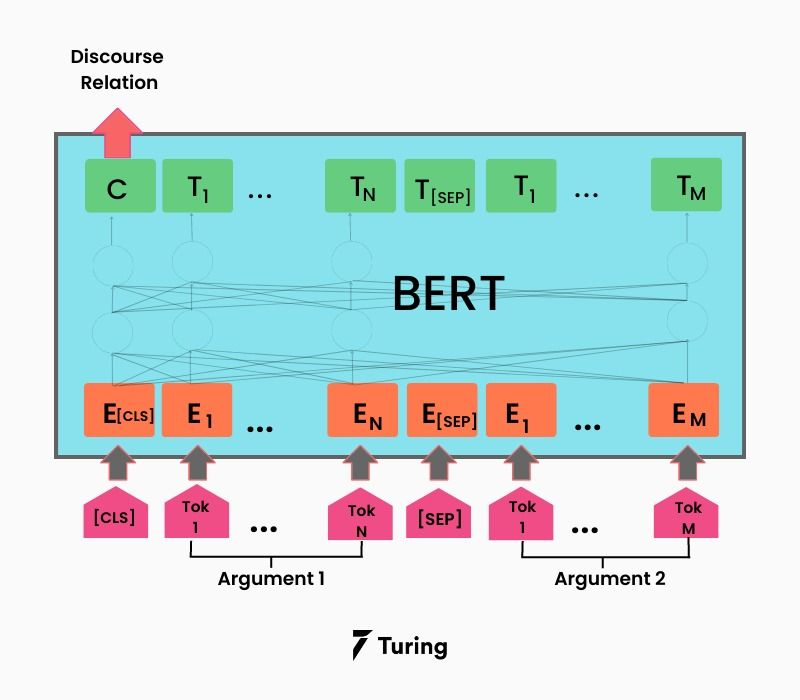 Discourse
Relation
C T1 ... TN T[SEP] T1 ... TM
BERT
E[CLS] E1 ... EN E[SEP] E1 ... EM
[CLS] Tok 1 ... Tok N [SEP] Tok 1 ... Tok M
Argument 1 Argument 2
Turing